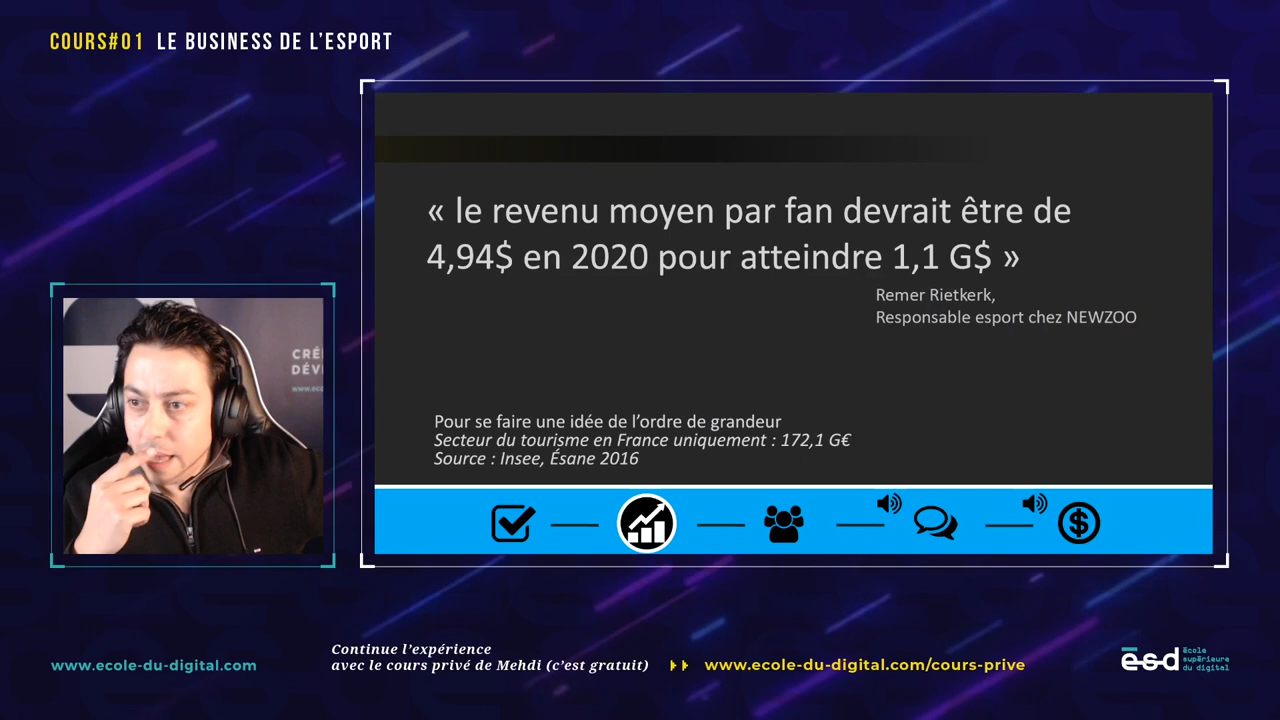 COURS#01 LE BUSINESS DE L'ESPORT
« le revenu moyen par fan devrait être de
4,94$ en 2020 pour atteindre 1,1 G$ »
Remer Rietkerk,
Responsable esport chez NEWZOO
Pour se faire une idée de l'ordre de grandeur
Secteur du tourisme en France uniquement : 172,1 G€
Source : Insee, Ésane 2016
CRÉ
DÉV
www.eco
www.ecole-du-digital.com
Continue l'expérience
avec le cours privé de Mehdi (c'est gratuit)
www.ecole-du-digital.com/cours-prive
ésd
école
supérieure
du digital